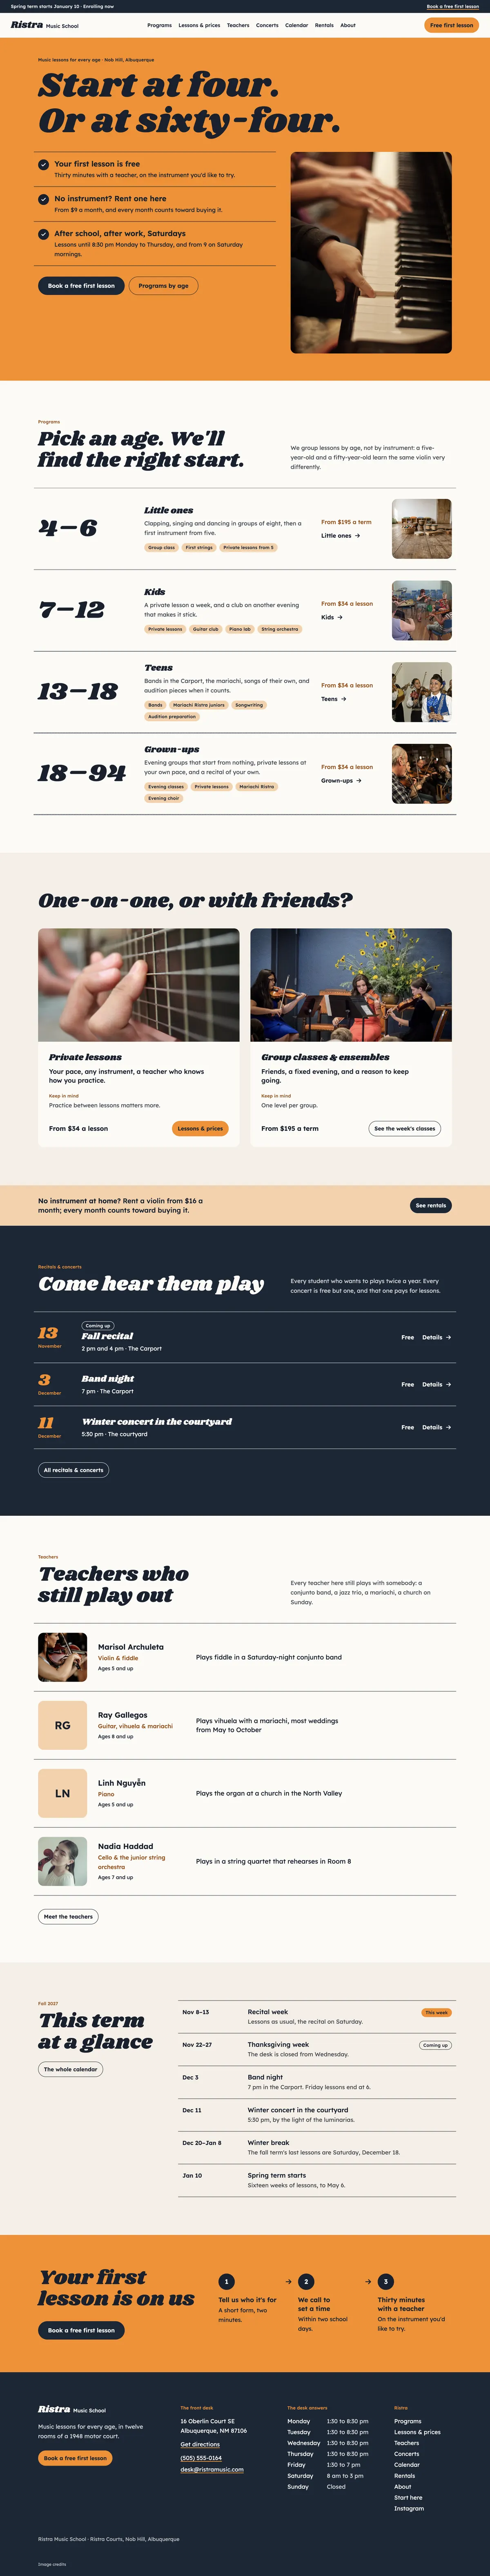 Spring term starts January 10 · Enrolling now
Book a free first lesson
Ristra Music School
Programs
Lessons & prices
Teachers
Concerts
Calendar
Rentals
About
Free first lesson
Music lessons for every age · Nob Hill, Albuquerque
Start at four.
Or at sixty-four.
Your first lesson is free
Thirty minutes with a teacher, on the instrument you'd like to try.
No instrument? Rent one here
From $9 a month, and every month counts toward buying it.
After school, after work, Saturdays
Lessons until 8:30 pm Monday to Thursday, and from 9 on Saturday
mornings.
Book a free first lesson
Programs by age
Programs
Pick an age. We'll
find the right start.
We group lessons by age, not by instrument: a five-
year-old and a fifty-year-old learn the same violin very
differently.
4–6
Little ones
Clapping, singing and dancing in groups of eight, then a
first instrument from five.
Group class
First strings
Private lessons from 5
From $195 a term
Little ones →
7–12
Kids
A private lesson a week, and a club on another evening
that makes it stick.
Private lessons
Guitar club
Piano lab
String orchestra
From $34 a lesson
Kids →
13–18
Teens
Bands in the Carport, the mariachi, songs of their own, and
audition pieces when it counts.
Bands
Mariachi Ristra juniors
Songwriting
Audition preparation
From $34 a lesson
Teens →
18–94
Grown-ups
Evening groups that start from nothing, private lessons at
your own pace, and a recital of your own.
Evening classes
Private lessons
Mariachi Ristra
Evening choir
From $34 a lesson
Grown-ups →
One-on-one, or with friends?
Private lessons
Your pace, any instrument, a teacher who knows
how you practice.
Keep in mind
Practice between lessons matters more.
From $34 a lesson
Lessons & prices
Group classes & ensembles
Friends, a fixed evening, and a reason to keep
going.
Keep in mind
One level per group.
From $195 a term
See the week's classes
No instrument at home? Rent a violin from $16 a
month; every month counts toward buying it.
See rentals
Recitals & concerts
Come hear them play
Every student who wants to plays twice a year. Every
concert is free but one, and that one pays for lessons.
13
November
Coming up
Fall recital
2 pm and 4 pm · The Carport
Free
Details →
3
December
Band night
7 pm · The Carport
Free
Details →
11
December
Winter concert in the courtyard
5:30 pm · The courtyard
Free
Details →
All recitals & concerts
Teachers
Teachers who
still play out
Every teacher here still plays with somebody: a
conjunto band, a jazz trio, a mariachi, a church on
Sunday.
Marisol Archuleta
Violin & fiddle
Ages 5 and up
Plays fiddle in a Saturday-night conjunto band
RG
Ray Gallegos
Guitar, vihuela & mariachi
Ages 8 and up
Plays vihuela with a mariachi, most weddings
from May to October
LN
Linh Nguyễn
Piano
Ages 5 and up
Plays the organ at a church in the North Valley
Nadia Haddad
Cello & the junior string
orchestra
Ages 7 and up
Plays in a string quartet that rehearses in Room 8
Meet the teachers
Fall 2027
This term
at a glance
The whole calendar
Nov 8–13
Recital week
Lessons as usual, the recital on Saturday.
This week
Nov 22–27
Thanksgiving week
The desk is closed from Wednesday.
Coming up
Dec 3
Band night
7 pm in the Carport. Friday lessons end at 6.
Dec 11
Winter concert in the courtyard
5:30 pm, by the light of the luminarias.
Dec 20–Jan 8
Winter break
The fall term's last lessons are Saturday, December 18.
Jan 10
Spring term starts
Sixteen weeks of lessons, to May 6.
Your first
lesson is on us
Book a free first lesson
1
Tell us who it's for
A short form, two
minutes.
→
2
We call to
set a time
Within two school
days.
→
3
Thirty minutes
with a teacher
On the instrument you'd
like to try.
Ristra Music School
Music lessons for every age, in twelve
rooms of a 1948 motor court.
Book a free first lesson
The front desk
16 Oberlin Court SE
Albuquerque, NM 87106
Get directions
(505) 555-0164
desk@ristramusic.com
The desk answers
Monday 1:30 to 8:30 pm
Tuesday 1:30 to 8:30 pm
Wednesday 1:30 to 8:30 pm
Thursday 1:30 to 8:30 pm
Friday 1:30 to 7 pm
Saturday 8 am to 3 pm
Sunday Closed
Ristra
Programs
Lessons & prices
Teachers
Concerts
Calendar
Rentals
About
Start here
Instagram
Ristra Music School · Ristra Courts, Nob Hill, Albuquerque
Image credits